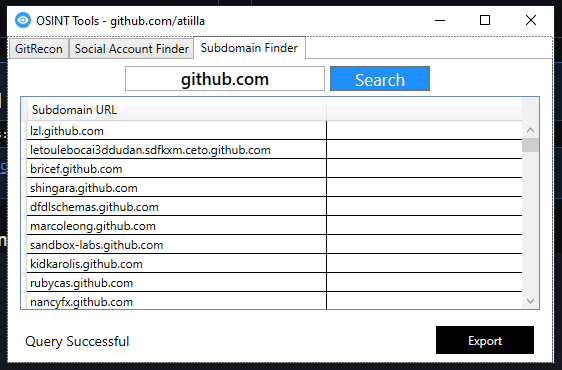 OSINT Tools - github.com/atiilla
GitRecon Social Account Finder Subdomain Finder
github.com Search
Subdomain URL
lzl.github.com
letoulebocai3ddudan.sdfkxm.ceto.github.com
bricef.github.com
shingara.github.com
dfdlschemas.github.com
marcoleong.github.com
sandbox-labs.github.com
kidkarolis.github.com
rubycas.github.com
nancyfx.github.com
Query Successful Export